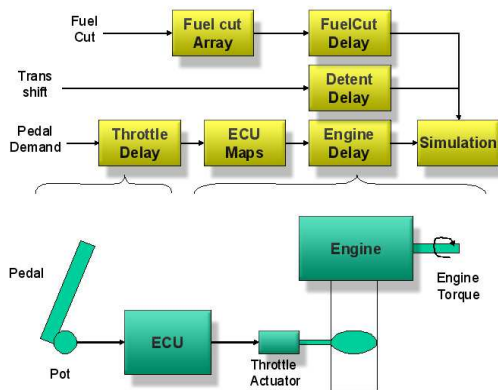 Fuel
Cut
Fuel cut
Array
FuelCut
Delay
Trans
shift
Detent
Delay
Pedal
Demand
Throttle
Delay
ECU
Maps
Engine
Delay
Simulation
Pedal
Engine
Engine
Torque
ECU
Pot
Throttle
Actuator